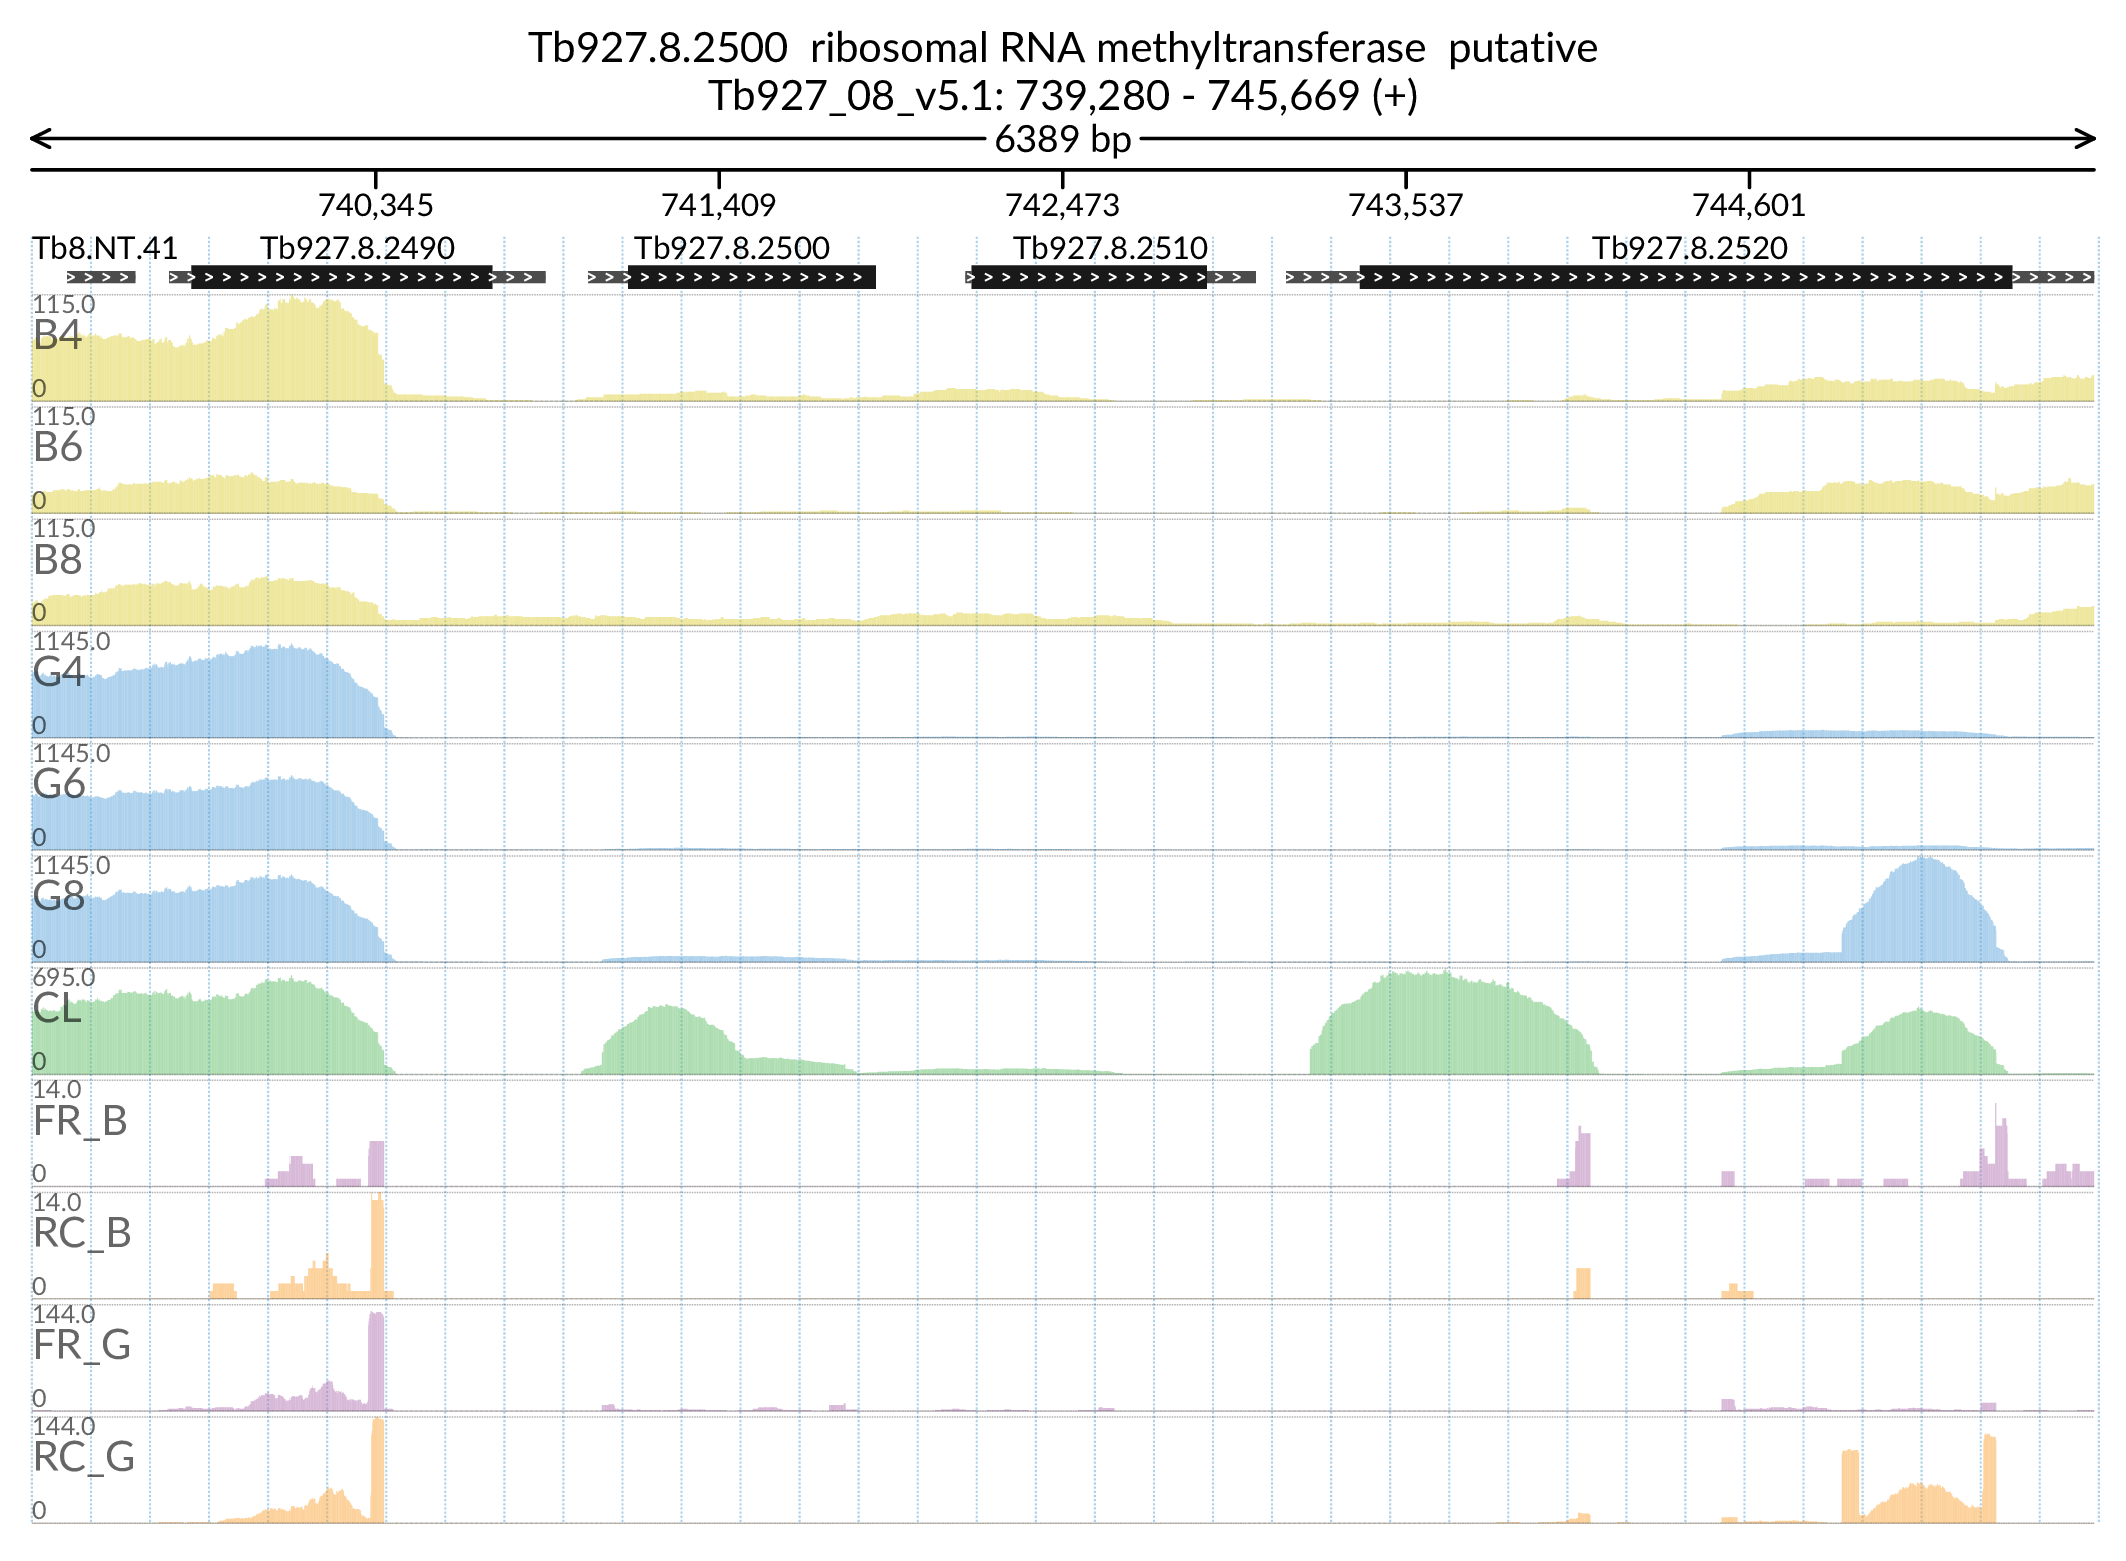 Tb927.8.2500  ribosomal RNA methyltransferase  putative
Tb927_08_v5.1: 739,280 - 745,669 (+)
6389 bp
740,345 741,409 742,473 743,537 744,601
Tb8.NT.41 Tb927.8.2490 Tb927.8.2500 Tb927.8.2510 Tb927.8.2520
115.0
B4
0
115.0
B6
0
115.0
B8
0
1145.0
G4
0
1145.0
G6
0
1145.0
G8
0
695.0
CL
0
14.0
FR_B
0
14.0
RC_B
0
144.0
FR_G
0
144.0
RC_G
0